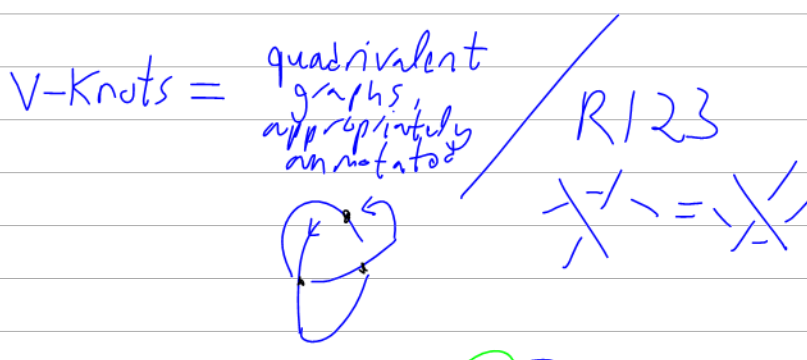 V-Knots =
quadrivalent
graphs,
appropriately
annotated
R123
=